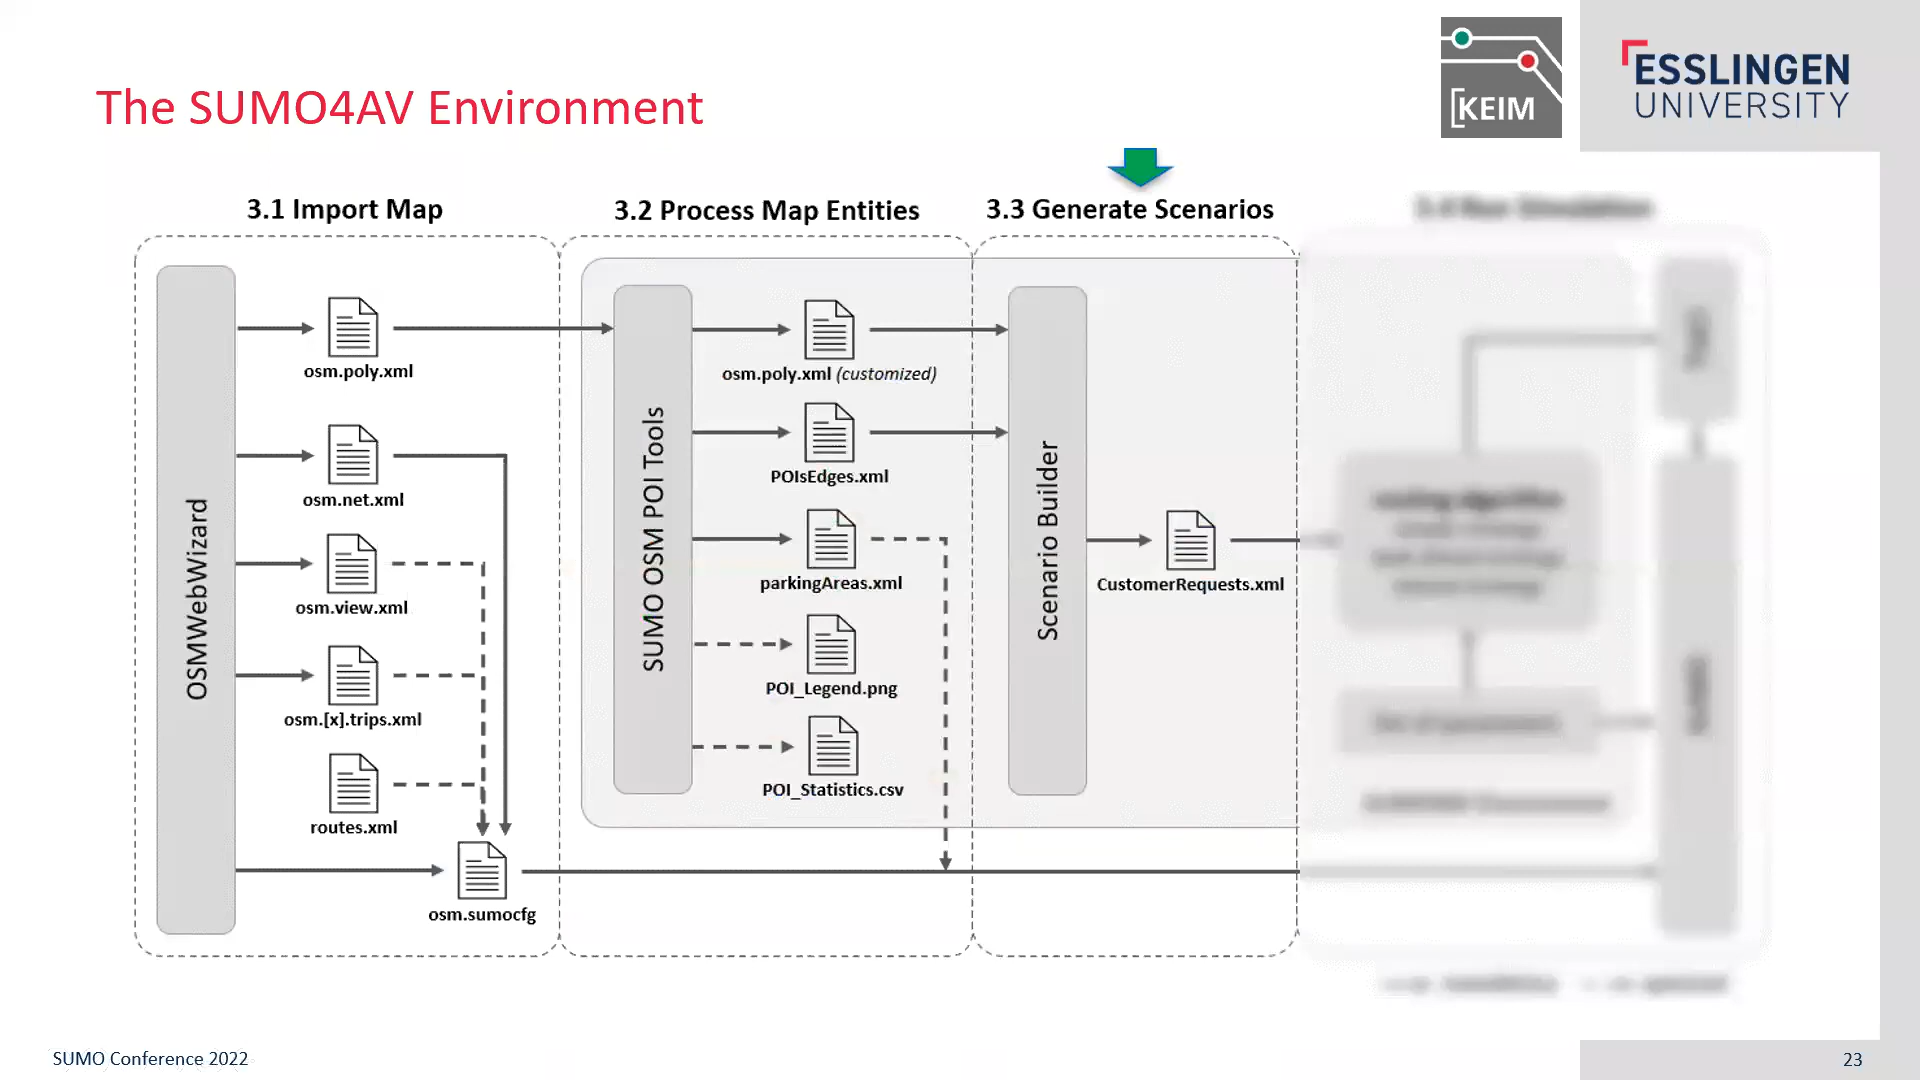 The SUMO4AV Environment
[KEIM
ESSLINGEN
UNIVERSITY
3.1 Import Map
3.2 Process Map Entities
3.3 Generate Scenarios
OSMWebWizard
osm.poly.xml
osm.net.xml
osm.view.xml
osm.[x].trips.xml
routes.xml
osm.sumocfg
SUMO OSM POI Tools
osm.poly.xml (customized)
POIsEdges.xml
parkingAreas.xml
POI_Legend.png
POI_Statistics.csv
Scenario Builder
CustomerRequests.xml
SUMO Conference 2022
23